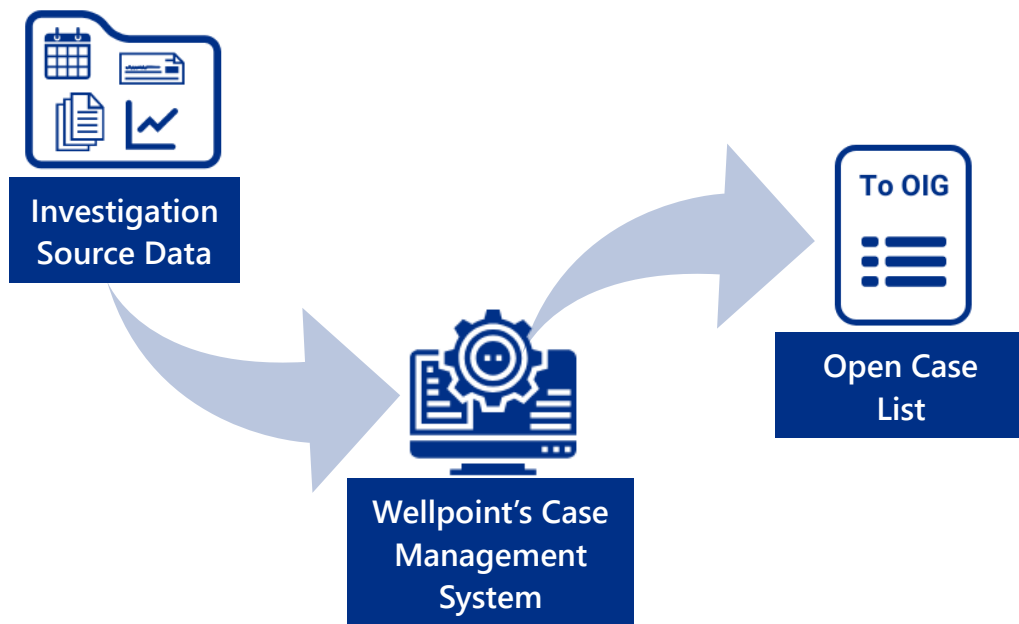 Investigation
Source Data
Wellpoint’s Case
Management
System
To OIG
Open Case
List